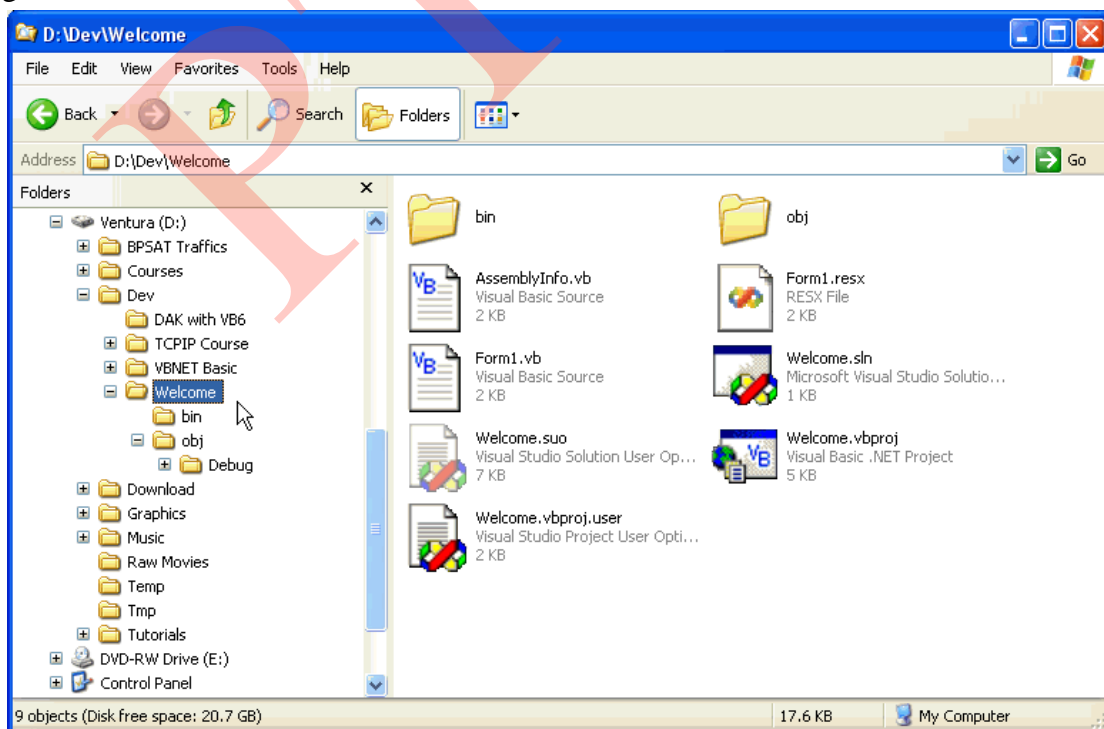 D:\Dev\Welcome
File Edit View Favorites Tools Help
Back Search Folders
Address D:\Dev\Welcome Go
Folders
Ventura (D:)
BPSAT Traffics
Courses
Dev
DAK with VB6
TCPIP Course
VBNET Basic
Welcome
bin
obj
Debug
Download
Graphics
Music
Raw Movies
Temp
Tmp
Tutorials
DVD-RW Drive (E:)
Control Panel
bin
obj
AssemblyInfo.vb
Visual Basic Source
2 KB
Form1.resx
RESX File
2 KB
Form1.vb
Visual Basic Source
2 KB
Welcome.sln
Microsoft Visual Studio Solutio...
1 KB
Welcome.suo
Visual Studio Solution User Op...
7 KB
Welcome.vbproj
Visual Basic .NET Project
5 KB
Welcome.vbproj.user
Visual Studio Project User Opti...
2 KB
9 objects (Disk free space: 20.7 GB) 17.6 KB My Computer